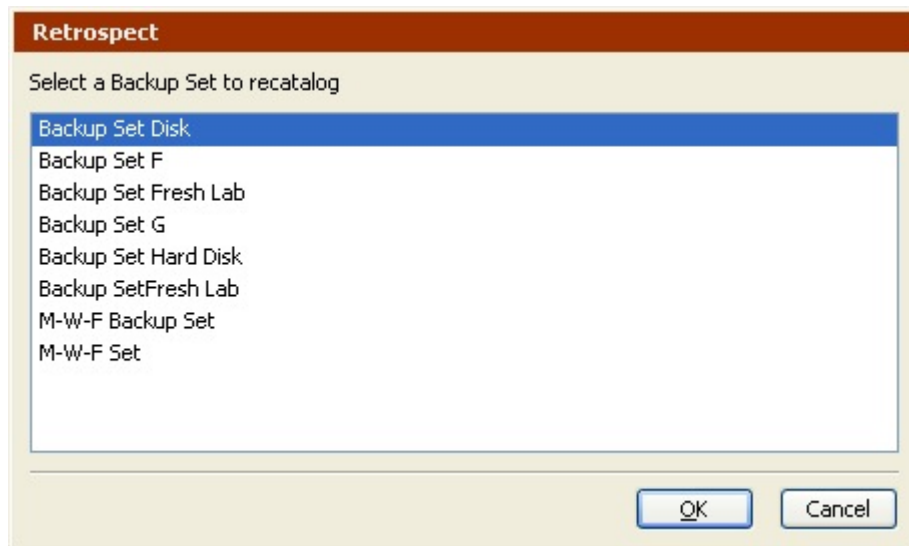 Retrospect
Select a Backup Set to recatalog
Backup Set Disk
Backup Set F
Backup Set Fresh Lab
Backup Set G
Backup Set Hard Disk
Backup SetFresh Lab
M-W-F Backup Set
M-W-F Set
OK Cancel